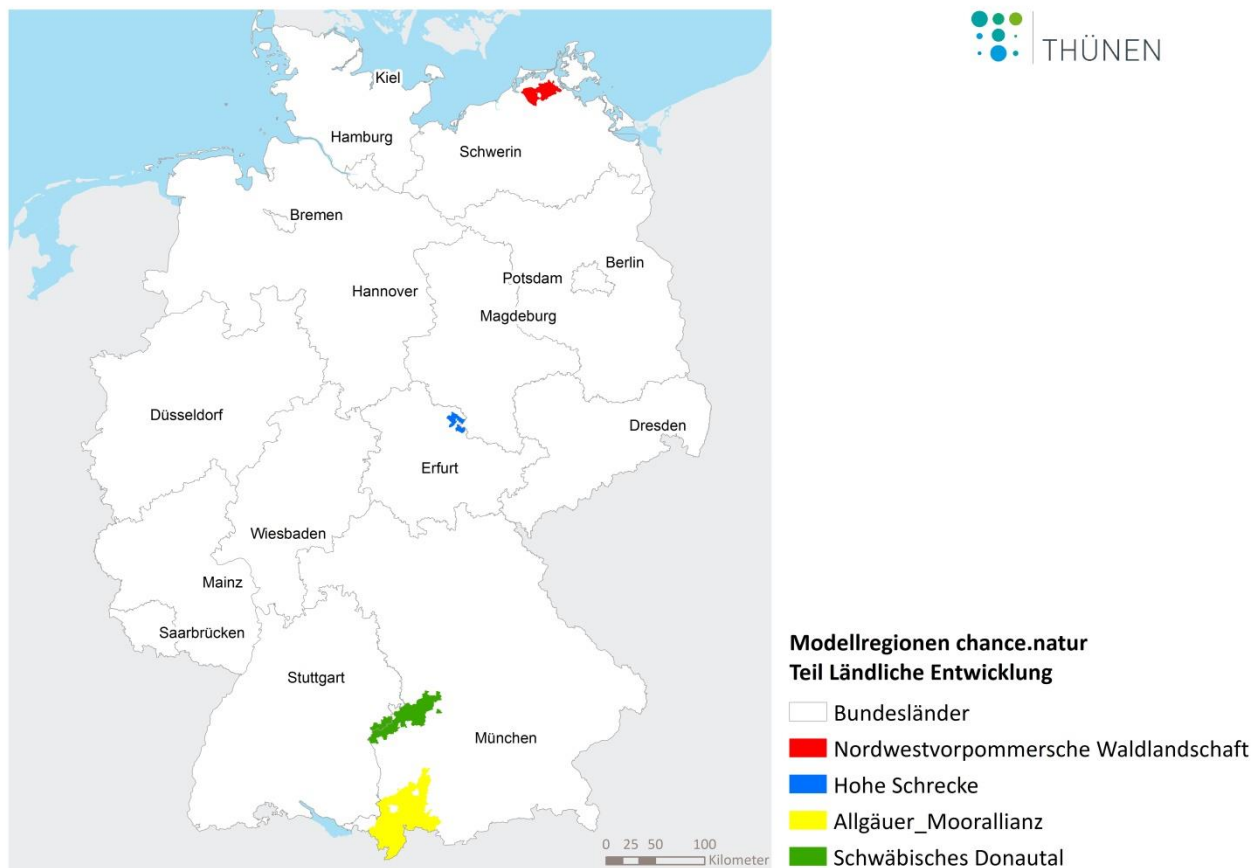 THÜNEN
Kiel
Hamburg
Schwerin
Bremen
Berlin
Potsdam
Hannover
Magdeburg
Düsseldorf
Dresden
Erfurt
Wiesbaden
Mainz
Saarbrücken
Stuttgart
München
Modellregionen chance.natur
Teil Ländliche Entwicklung
Bundesländer
Nordwestvorpommersche Waldlandschaft
Hohe Schrecke
Allgäuer_Moorallianz
Schwäbisches Donautal
0 25 50 100
Kilometer